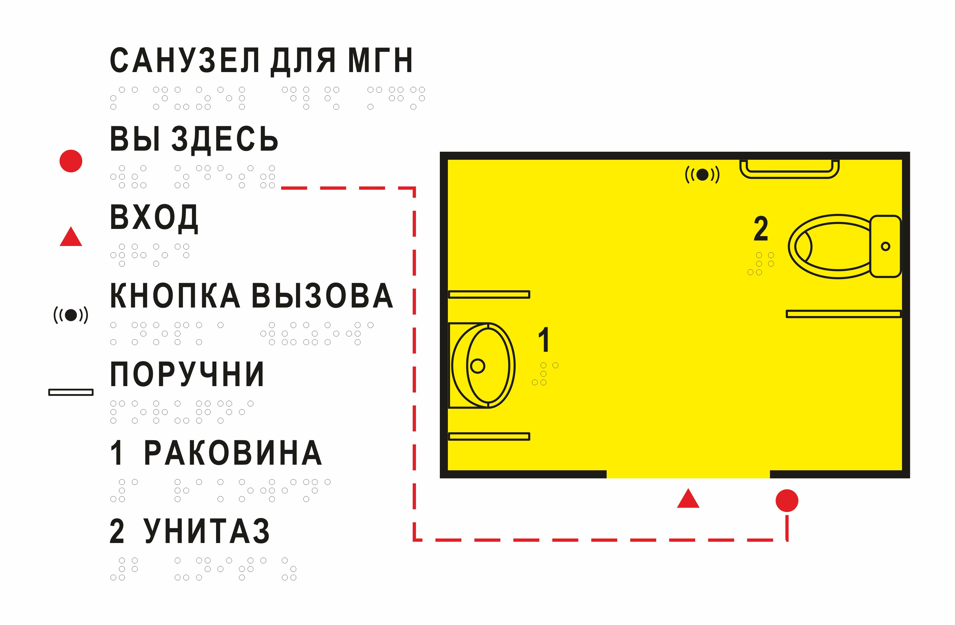 САНУЗЕЛ ДЛЯ МГН
ВЫ ЗДЕСЬ
ВХОД
КНОПКА ВЫЗОВА
ПОРУЧНИ
1 РАКОВИНА
2 УНИТАЗ
2
1